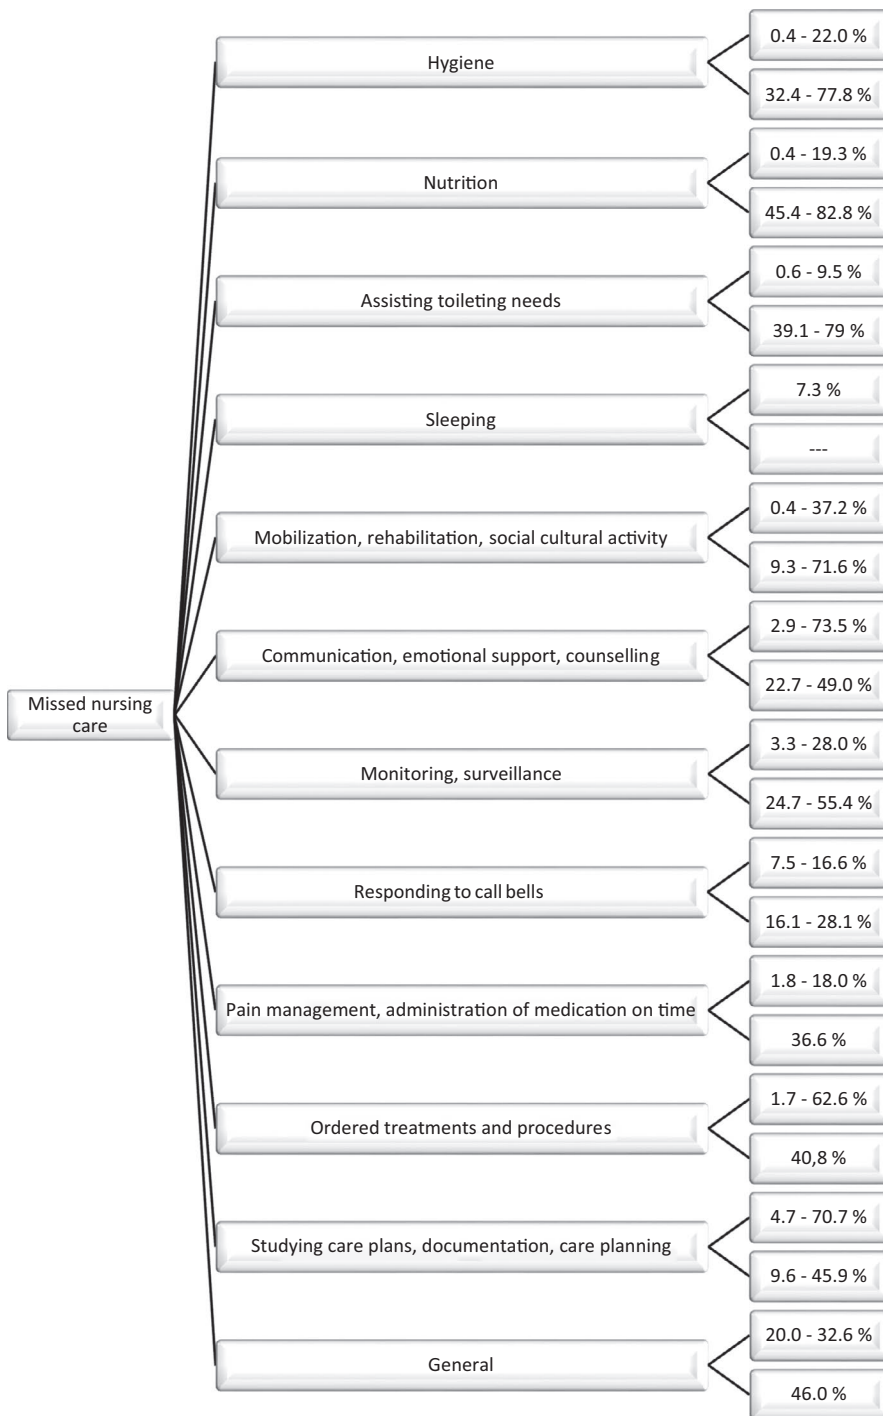 Missed nursing
care
Hygiene
0.4 - 22.0 %
32.4 - 77.8 %
Nutrition
0.4 - 19.3 %
45.4 - 82.8 %
Assisting toileting needs
0.6 - 9.5 %
39.1 - 79 %
Sleeping
7.3 %
---
Mobilization, rehabilitation, social cultural activity
0.4 - 37.2 %
9.3 - 71.6 %
Communication, emotional support, counselling
2.9 - 73.5 %
22.7 - 49.0 %
Monitoring, surveillance
3.3 - 28.0 %
24.7 - 55.4 %
Responding to call bells
7.5 - 16.6 %
16.1 - 28.1 %
Pain management, administration of medication on time
1.8 - 18.0 %
36.6 %
Ordered treatments and procedures
1.7 - 62.6 %
40,8 %
Studying care plans, documentation, care planning
4.7 - 70.7 %
9.6 - 45.9 %
General
20.0 - 32.6 %
46.0 %